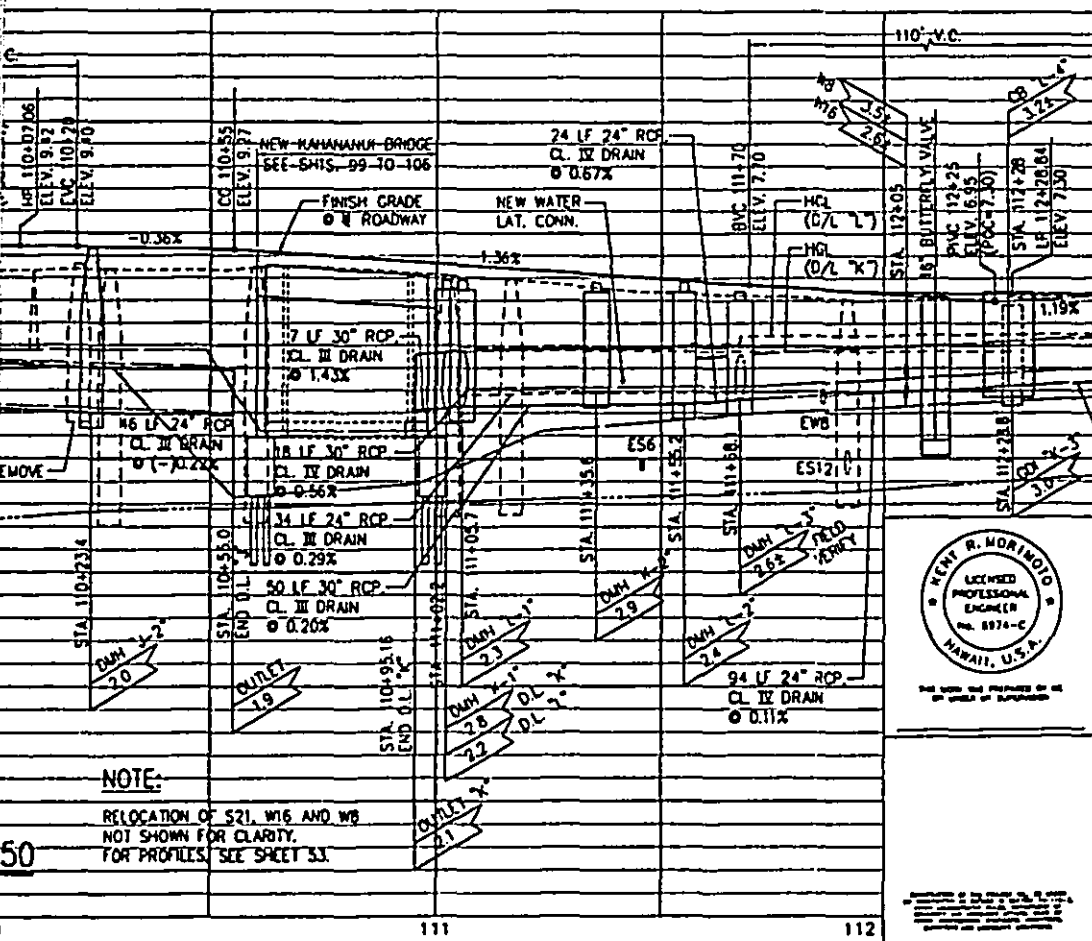 C.
HP 110+07.06
ELEV. 9.42
EVC 110+20
ELEV. 9.40
CO 110+55
ELEV. 9.27
NEW KAHANANUI BRIDGE
SEE SHTS. 99 TO 106
FINISH GRADE
@ ℄ ROADWAY
24 LF 24" RCP
CL. IV DRAIN
@ 0.67%
NEW WATER
LAT. CONN.
BVC 111+70
ELEV. 7.70
HGL
(D/L "L")
HGL
(D/L "K")
110' V.C.
W8
3.5±
W16
2.6±
STA. 112+05
16" BUTTERFLY VALVE
PIVC 112+25
ELEV. 6.95
(POC=7.30)
STA. 112+28
LP 112+28.84
ELEV. 7.30
CB "L-4"
3.2±
-0.36%
1.36%
1.19%
7 LF 30" RCP
CL. III DRAIN
@ 1.43%
46 LF 24" RCP
CL. III DRAIN
@ (-)0.22%
EMOVE
18 LF 30" RCP
CL. IV DRAIN
@ 0.56%
34 LF 24" RCP
CL. III DRAIN
@ 0.29%
50 LF 30" RCP
CL. III DRAIN
@ 0.20%
ES6
EW8
ES12
STA. 110+23.4
DMH "J-2"
-2.0
STA. 110+55.0
END D.L.
OUTLET
-1.9
STA. 110+95.16
END D.L. "K"
OUTLET "K"
-2.1
STA. 111+02.2
DMH "K-1"
-2.8 D.L. "K"
-2.2 D.L. "L"
STA. 111+05.7
DMH "L-1"
-2.3
STA. 111+35.6
DMH "K-2"
-2.9
STA. 111+55.2
DMH "L-2"
-2.4
STA. 111+68.
DMH "L-3"
-2.6±
FIELD
VERIFY
STA. 112+28.8
CDI "K-3"
-3.0
94 LF 24" RCP
CL. IV DRAIN
@ 0.11%
KENT R. MORIMOTO
LICENSED
PROFESSIONAL
ENGINEER
No. 6974-C
HAWAII, U.S.A.
NOTE:
RELOCATION OF S21, W16 AND W8
NOT SHOWN FOR CLARITY.
FOR PROFILES, SEE SHEET 53.
50
111
112